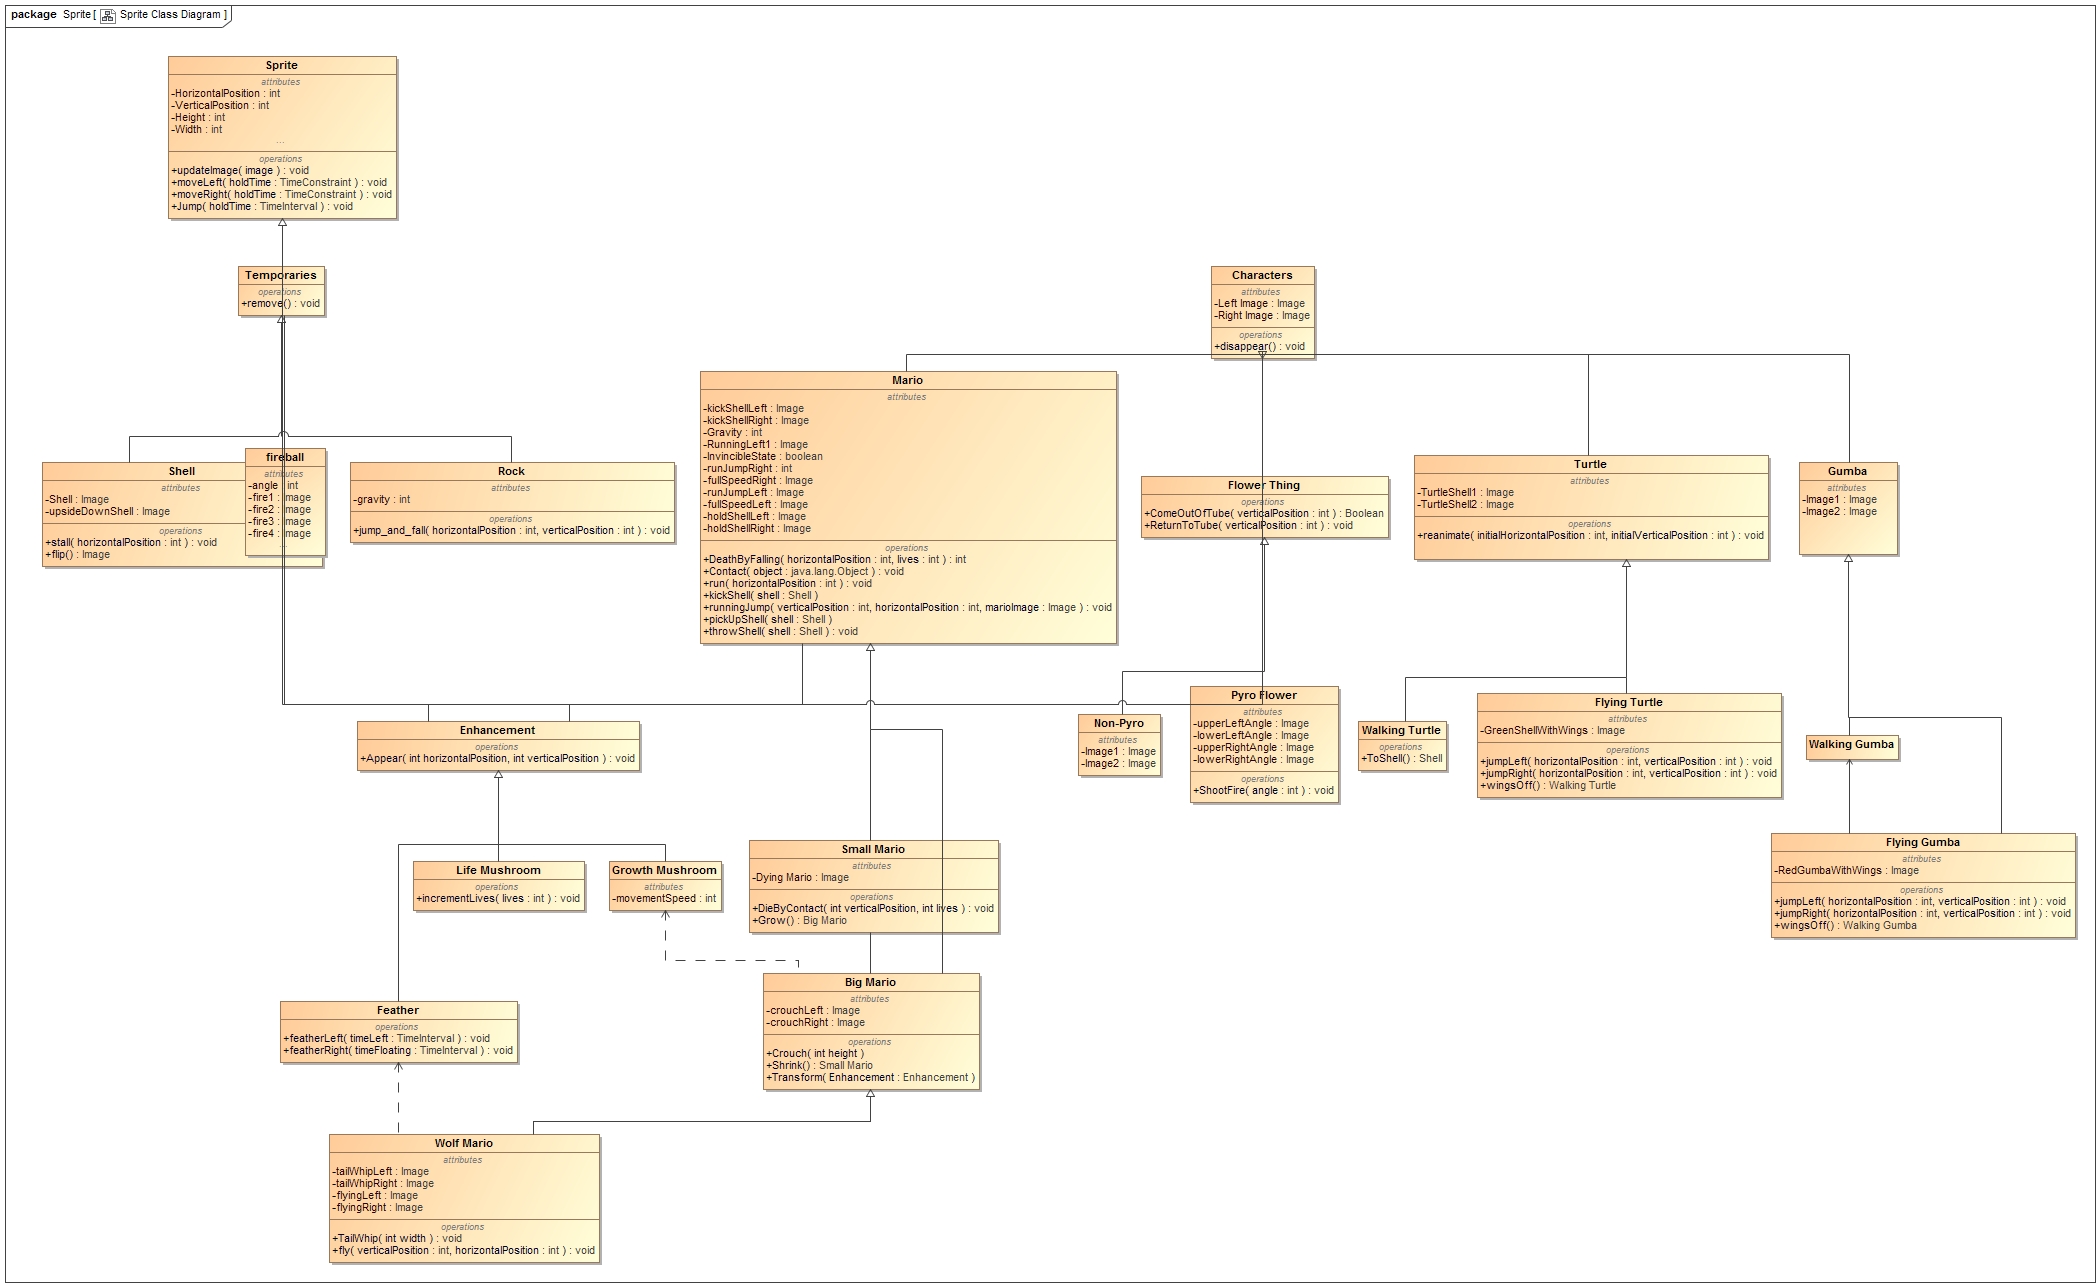 package Sprite [ Sprite Class Diagram ]
Sprite
attributes
-HorizontalPosition : int
-VerticalPosition : int
-Height : int
-Width : int
...
operations
+updateImage( image ) : void
+moveLeft( holdTime : TimeConstraint ) : void
+moveRight( holdTime : TimeConstraint ) : void
+Jump( holdTime : TimeInterval ) : void
Temporaries
operations
+remove() : void
Characters
attributes
-Left Image : Image
-Right Image : Image
operations
+disappear() : void
Shell
attributes
-Shell : Image
-upsideDownShell : Image
operations
+stall( horizontalPosition : int ) : void
+flip() : Image
fireball
attributes
-angle : int
-fire1 : Image
-fire2 : Image
-fire3 : Image
-fire4 : Image
...
Rock
attributes
-gravity : int
operations
+jump_and_fall( horizontalPosition : int, verticalPosition : int ) : void
Mario
attributes
-kickShellLeft : Image
-kickShellRight : Image
-Gravity : int
-RunningLeft1 : Image
-InvincibleState : boolean
-runJumpRight : int
-fullSpeedRight : Image
-runJumpLeft : Image
-fullSpeedLeft : Image
-holdShellLeft : Image
-holdShellRight : Image
operations
+DeathByFalling( horizontalPosition : int, lives : int ) : int
+Contact( object : java.lang.Object ) : void
+run( horizontalPosition : int ) : void
+kickShell( shell : Shell )
+runningJump( verticalPosition : int, horizontalPosition : int, marioImage : Image ) : void
+pickUpShell( shell : Shell )
+throwShell( shell : Shell ) : void
Flower Thing
operations
+ComeOutOfTube( verticalPosition : int ) : Boolean
+ReturnToTube( verticalPosition : int ) : void
Turtle
attributes
-TurtleShell1 : Image
-TurtleShell2 : Image
operations
+reanimate( initialHorizontalPosition : int, initialVerticalPosition : int ) : void
Gumba
attributes
-Image1 : Image
-Image2 : Image
Enhancement
operations
+Appear( int horizontalPosition, int verticalPosition ) : void
Non-Pyro
attributes
-Image1 : Image
-Image2 : Image
Pyro Flower
attributes
-upperLeftAngle : Image
-lowerLeftAngle : Image
-upperRightAngle : Image
-lowerRightAngle : Image
operations
+ShootFire( angle : int ) : void
Walking Turtle
operations
+ToShell() : Shell
Flying Turtle
attributes
-GreenShellWithWings : Image
operations
+jumpLeft( horizontalPosition : int, verticalPosition : int ) : void
+jumpRight( horizontalPosition : int, verticalPosition : int ) : void
+wingsOff() : Walking Turtle
Walking Gumba
Flying Gumba
attributes
-RedGumbaWithWings : Image
operations
+jumpLeft( horizontalPosition : int, verticalPosition : int ) : void
+jumpRight( horizontalPosition : int, verticalPosition : int ) : void
+wingsOff() : Walking Gumba
Life Mushroom
operations
+incrementLives( lives : int ) : void
Growth Mushroom
attributes
-movementSpeed : int
Small Mario
attributes
-Dying Mario : Image
operations
+DieByContact( int verticalPosition, int lives ) : void
+Grow() : Big Mario
Big Mario
attributes
-crouchLeft : Image
-crouchRight : Image
operations
+Crouch( int height )
+Shrink() : Small Mario
+Transform( Enhancement : Enhancement )
Feather
operations
+featherLeft( timeLeft : TimeInterval ) : void
+featherRight( timeFloating : TimeInterval ) : void
Wolf Mario
attributes
-tailWhipLeft : Image
-tailWhipRight : Image
-flyingLeft : Image
-flyingRight : Image
operations
+TailWhip( int width ) : void
+fly( verticalPosition : int, horizontalPosition : int ) : void